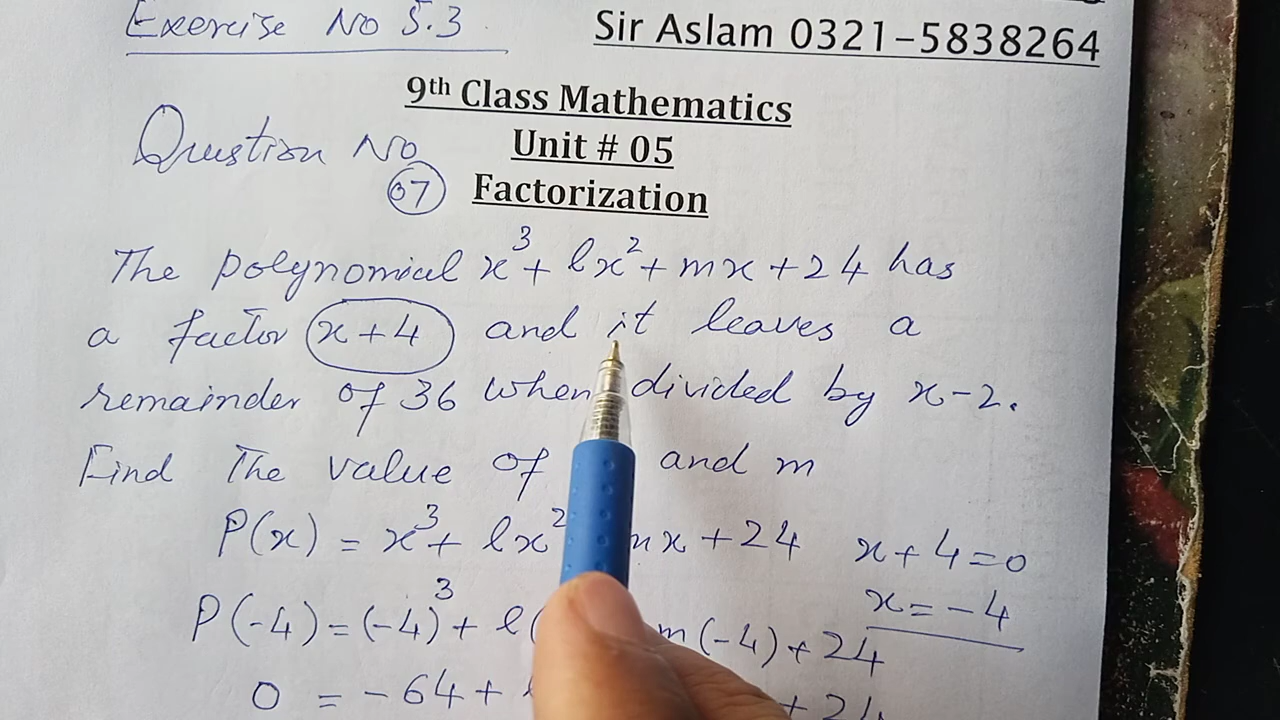 Exercise No 5.3
Sir Aslam 0321-5838264
9th Class Mathematics
Question No
Unit # 05
07
Factorization
The polynomial x³ + lx² + mx + 24 has
a factor x + 4 and it leaves a
remainder of 36 when divided by x - 2.
Find The value of and m
P(x) = x³ + lx² mx + 24 x + 4 = 0
P(-4) = (-4)³ + l( m(-4) + 24 x = -4
0 = -64 + + 24